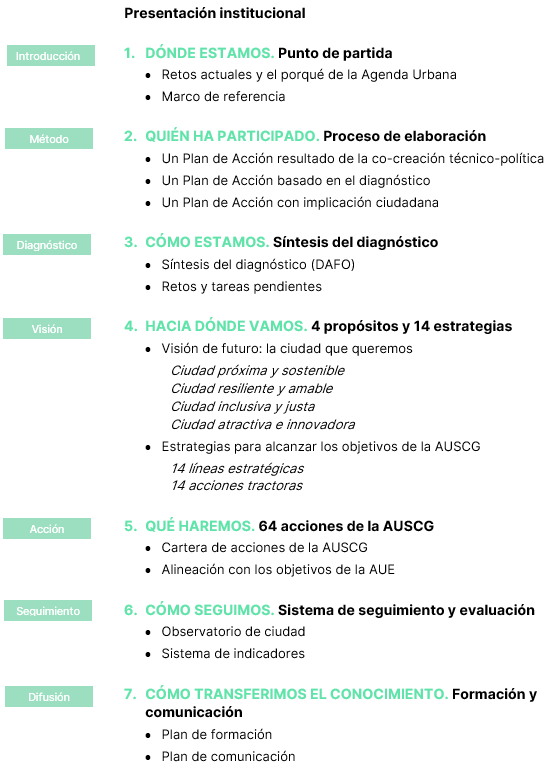 Presentación institucional
Introducción
1. DÓNDE ESTAMOS. Punto de partida
• Retos actuales y el porqué de la Agenda Urbana
• Marco de referencia
Método
2. QUIÉN HA PARTICIPADO. Proceso de elaboración
• Un Plan de Acción resultado de la co-creación técnico-política
• Un Plan de Acción basado en el diagnóstico
• Un Plan de Acción con implicación ciudadana
Diagnóstico
3. CÓMO ESTAMOS. Síntesis del diagnóstico
• Síntesis del diagnóstico (DAFO)
• Retos y tareas pendientes
Visión
4. HACIA DÓNDE VAMOS. 4 propósitos y 14 estrategias
• Visión de futuro: la ciudad que queremos
Ciudad próxima y sostenible
Ciudad resiliente y amable
Ciudad inclusiva y justa
Ciudad atractiva e innovadora
• Estrategias para alcanzar los objetivos de la AUSCG
14 líneas estratégicas
14 acciones tractoras
Acción
5. QUÉ HAREMOS. 64 acciones de la AUSCG
• Cartera de acciones de la AUSCG
• Alineación con los objetivos de la AUE
Seguimiento
6. CÓMO SEGUIMOS. Sistema de seguimiento y evaluación
• Observatorio de ciudad
• Sistema de indicadores
Difusión
7. CÓMO TRANSFERIMOS EL CONOCIMIENTO. Formación y
comunicación
• Plan de formación
• Plan de comunicación